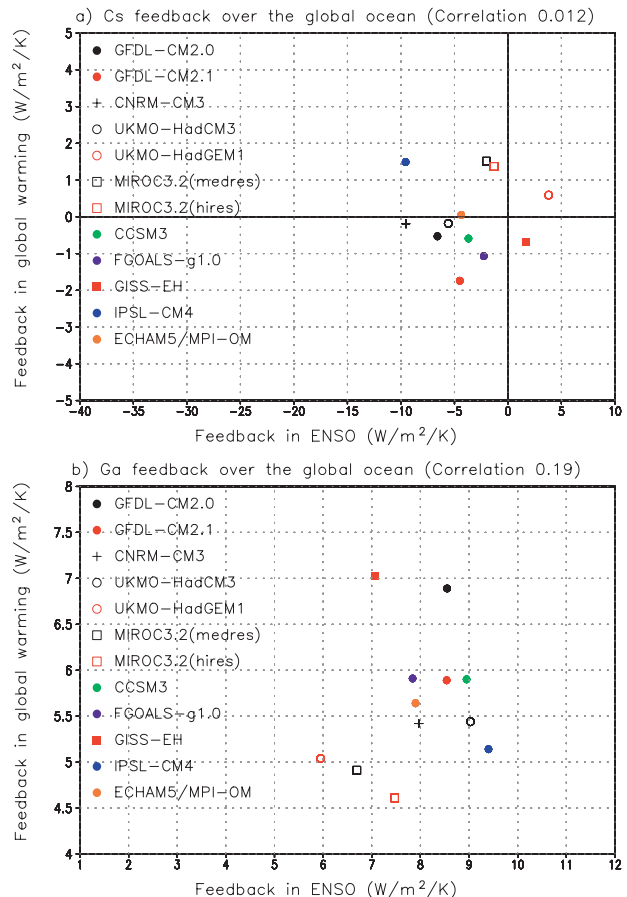 a) Cs feedback over the global ocean (Correlation 0.012)
Feedback in global warming (W/m²/K)
5
4
3
2
1
0
-1
-2
-3
-4
-5
GFDL-CM2.0
GFDL-CM2.1
CNRM-CM3
UKMO-HadCM3
UKMO-HadGEM1
MIROC3.2(medres)
MIROC3.2(hires)
CCSM3
FGOALS-g1.0
GISS-EH
IPSL-CM4
ECHAM5/MPI-OM
-40 -35 -30 -25 -20 -15 -10 -5 0 5 10
Feedback in ENSO (W/m²/K)
b) Ga feedback over the global ocean (Correlation 0.19)
Feedback in global warming (W/m²/K)
8
7.5
7
6.5
6
5.5
5
4.5
4
GFDL-CM2.0
GFDL-CM2.1
CNRM-CM3
UKMO-HadCM3
UKMO-HadGEM1
MIROC3.2(medres)
MIROC3.2(hires)
CCSM3
FGOALS-g1.0
GISS-EH
IPSL-CM4
ECHAM5/MPI-OM
1 2 3 4 5 6 7 8 9 10 11 12
Feedback in ENSO (W/m²/K)